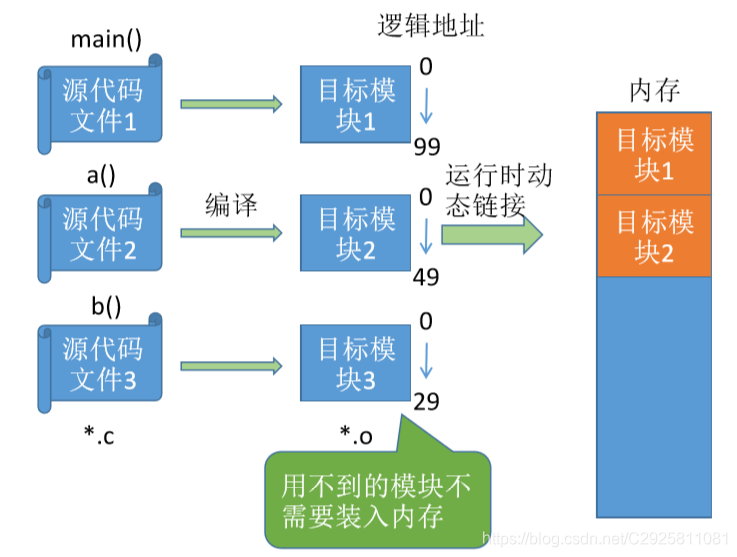 main()
源代码
文件1
a()
源代码
文件2
b()
源代码
文件3
*.c
编译
逻辑地址
目标模
块1
0
99
目标模
块2
0
49
目标模
块3
0
29
*.o
用不到的模块不
需要装入内存
运行时动
态链接
内存
目标模
块1
目标模
块2
https://blog.csdn.net/C2925811081